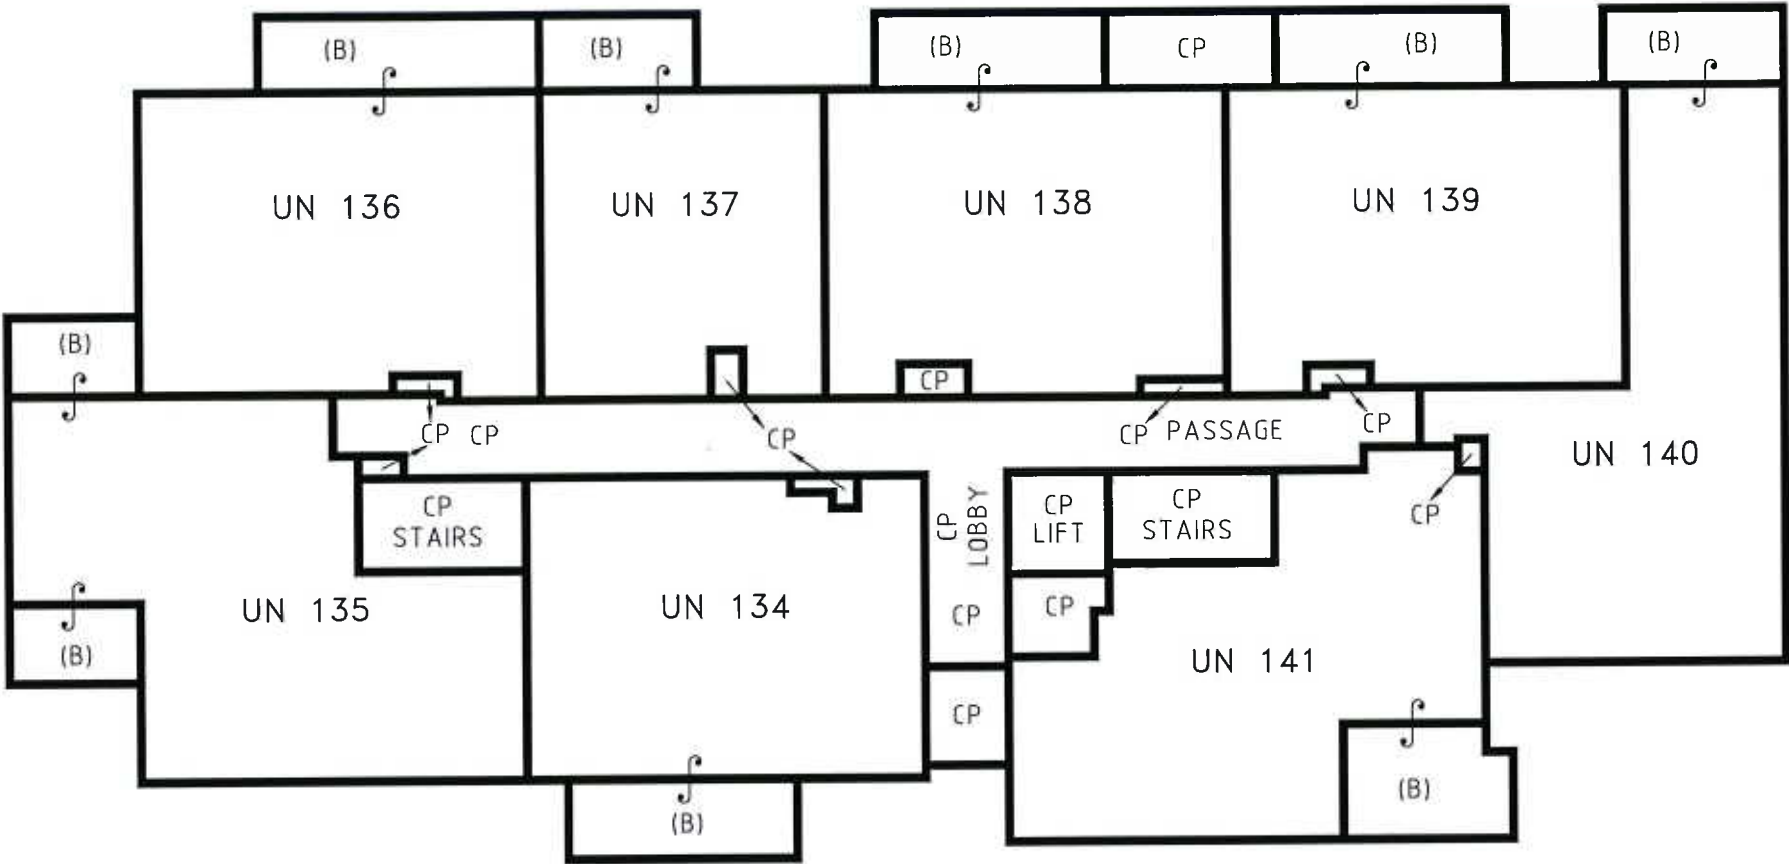 (B)
(B)
(B)
CP
(B)
(B)
UN 136
UN 137
UN 138
UN 139
(B)
CP
CP
CP
CP
CP
PASSAGE
CP
UN 140
CP
STAIRS
CP
LOBBY
CP
LIFT
CP
STAIRS
CP
UN 135
UN 134
CP
CP
(B)
UN 141
CP
(B)
(B)